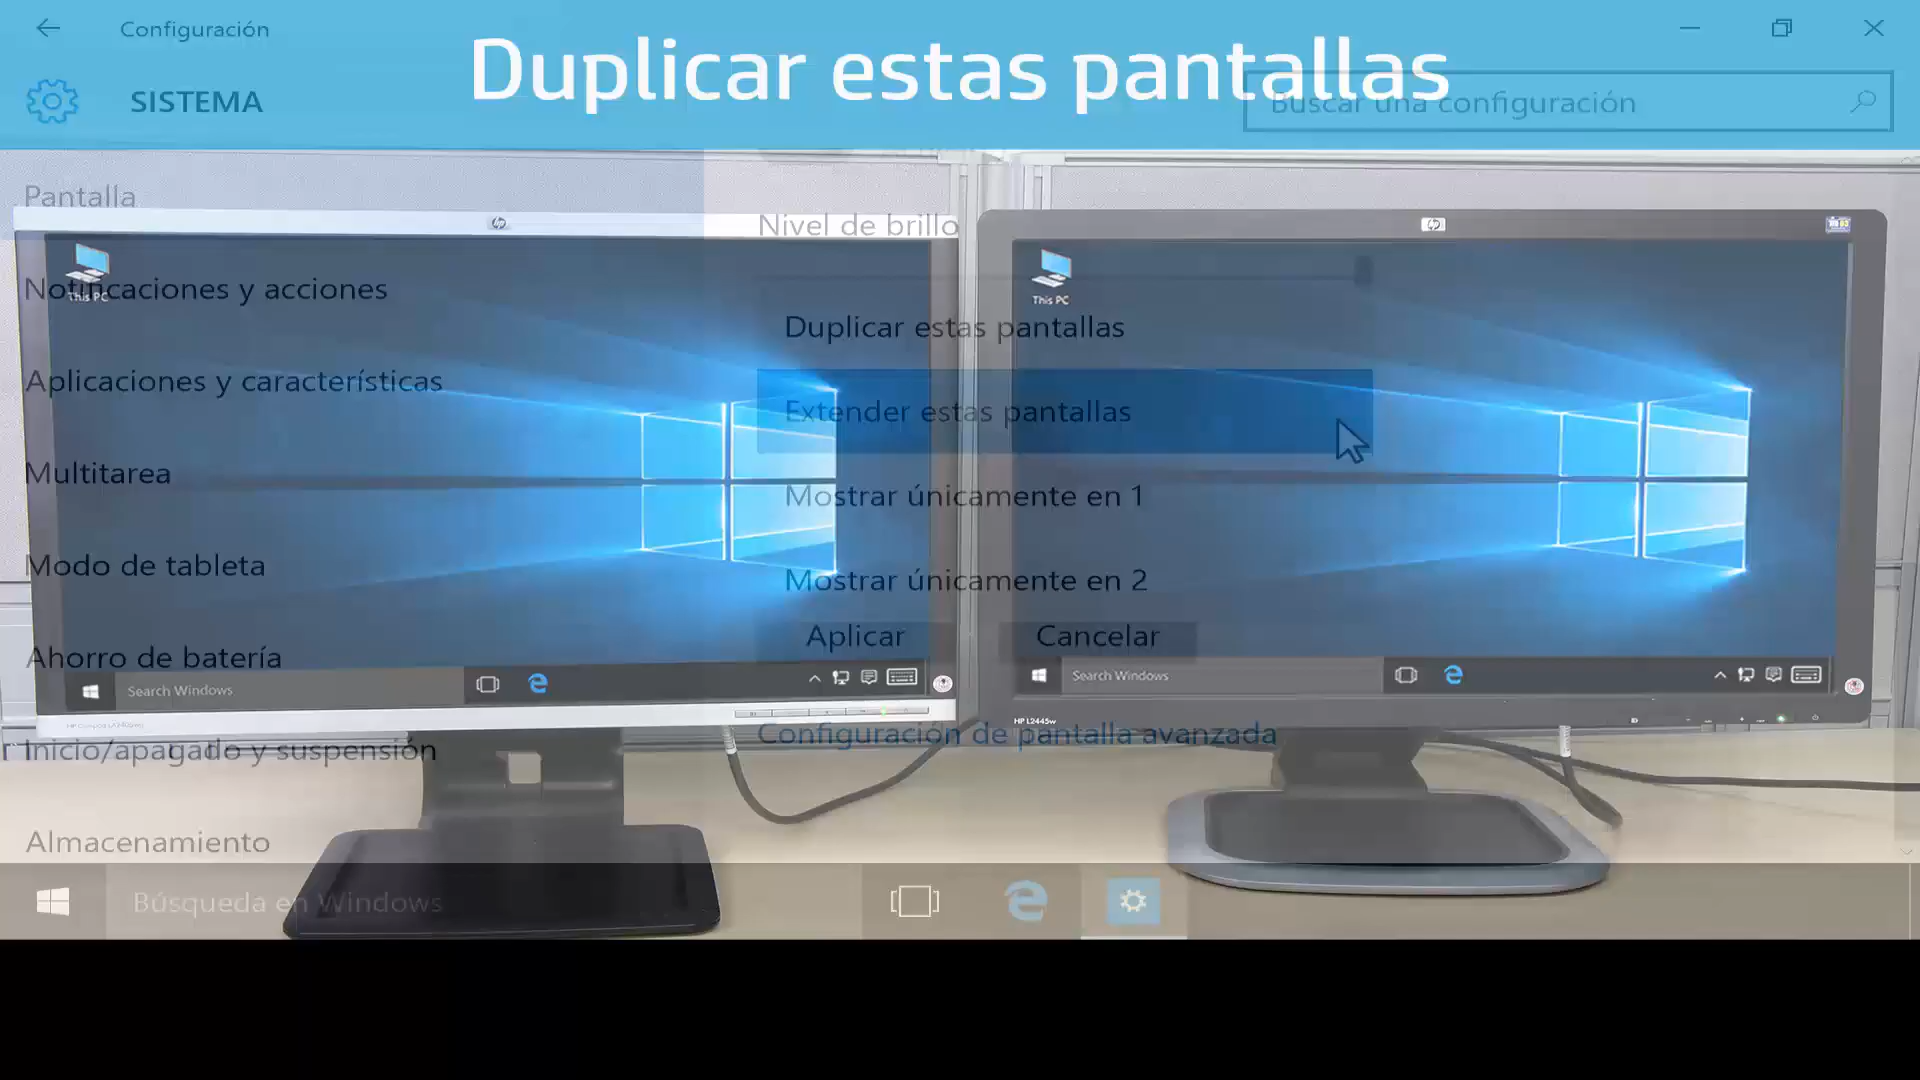 Configuración
Duplicar estas pantallas
SISTEMA
Buscar una configuración
Pantalla
Nivel de brillo
Notificaciones y acciones
This PC
This PC
Duplicar estas pantallas
Aplicaciones y características
Extender estas pantallas
Multitarea
Mostrar únicamente en 1
Modo de tableta
Mostrar únicamente en 2
Aplicar
Cancelar
Ahorro de batería
Search Windows
Search Windows
HP L2445w
Configuración de pantalla avanzada
Inicio/apagado y suspensión
Almacenamiento
Búsqueda en Windows